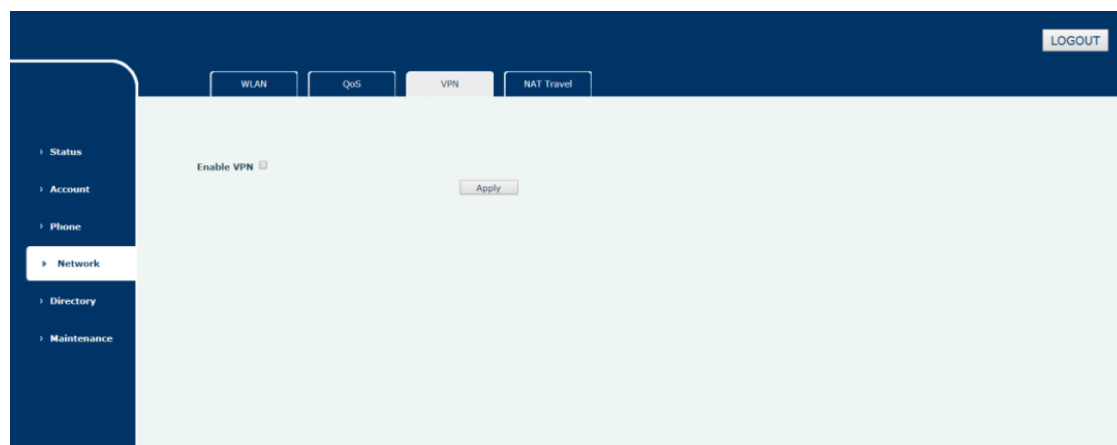 LOGOUT
WLAN QoS VPN NAT Travel
› Status
› Account
› Phone
» Network
› Directory
› Maintenance
Enable VPN
Apply